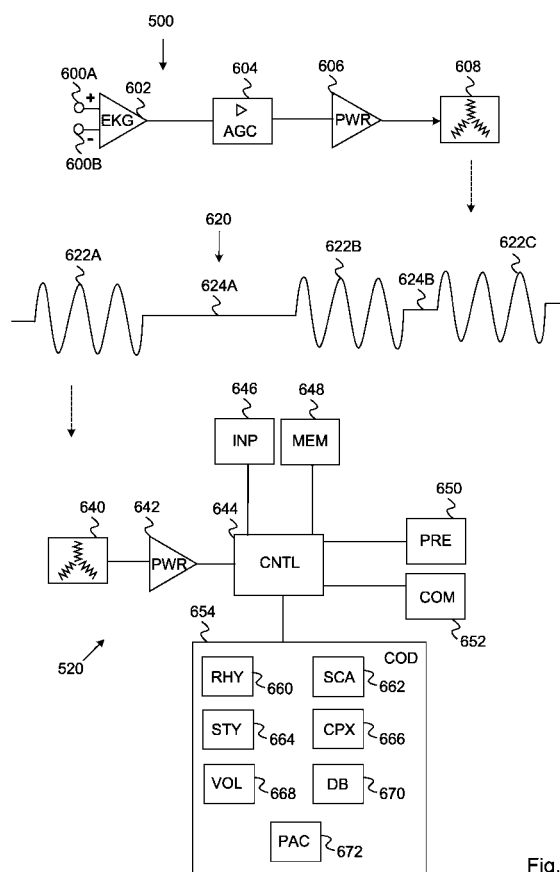 500
600A
602
604
606
608
+
EKG
AGC
PWR
-
600B
620
622A
622B
622C
624A
624B
646
648
INP
MEM
640
642
644
650
PWR
CNTL
PRE
COM
652
654
520
COD
RHY
660
SCA
662
STY
664
CPX
666
VOL
668
DB
670
PAC
672
Fig.